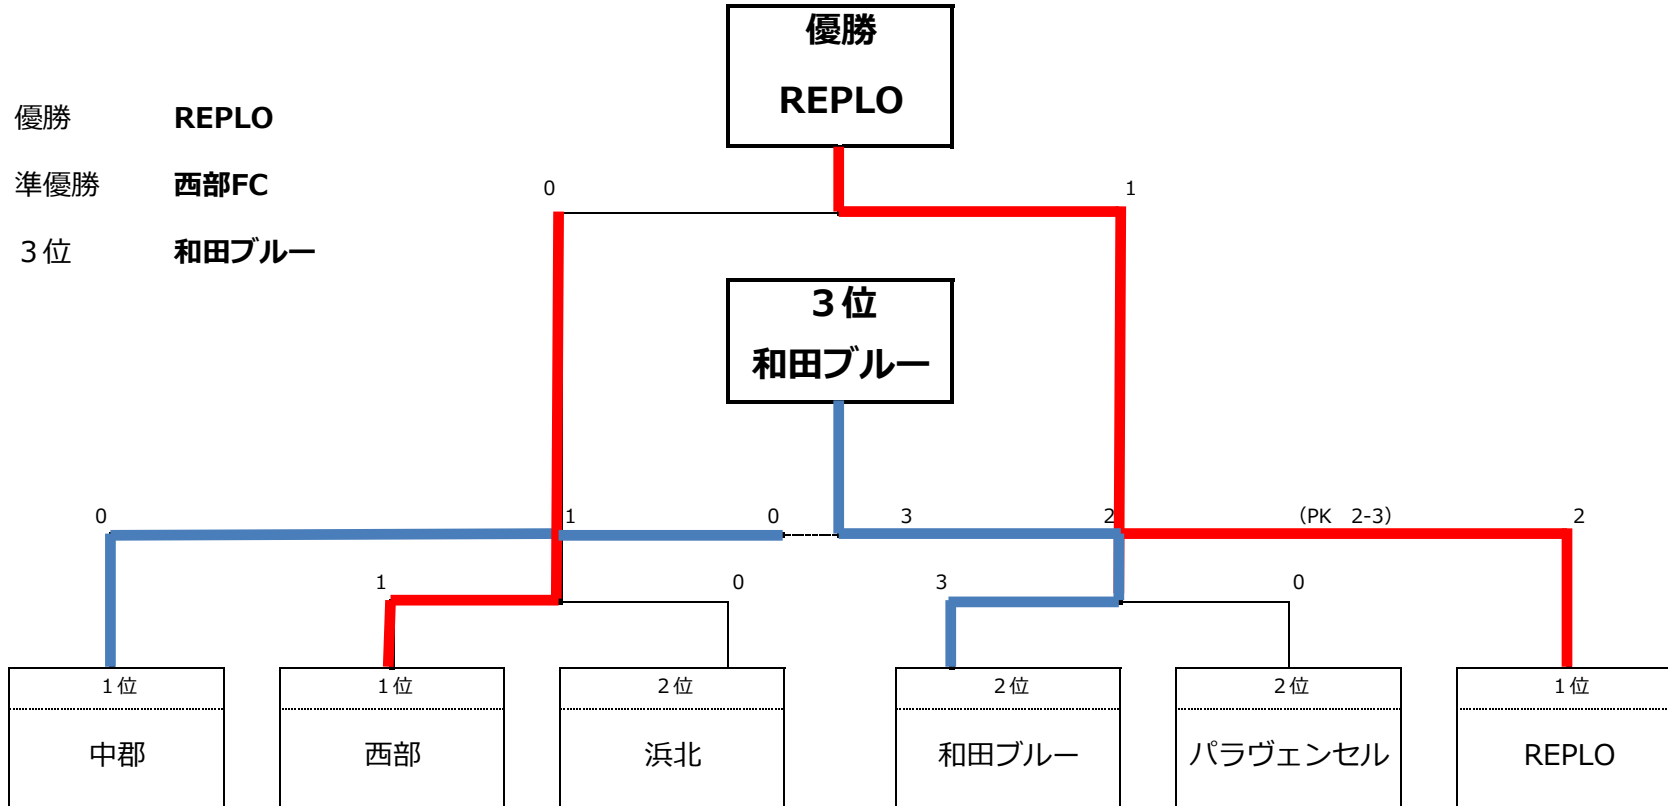 優勝
REPLO
優勝 REPLO
準優勝 西部FC
3位 和田ブルー
0 1
3位
和田ブルー
0 1 0 3 2 (PK 2-3) 2
1 0 3 0
1位 1位 2位 2位 2位 1位
中郡 西部 浜北 和田ブルー パラヴェンセル REPLO